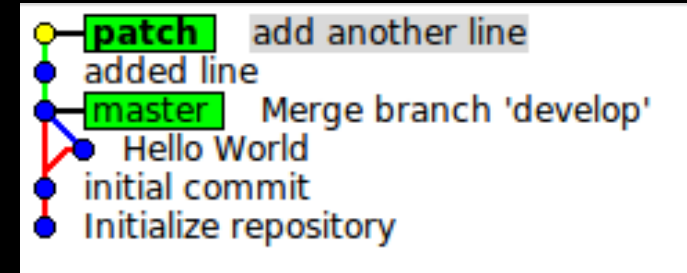 patch add another line
added line
master Merge branch 'develop'
Hello World
initial commit
Initialize repository